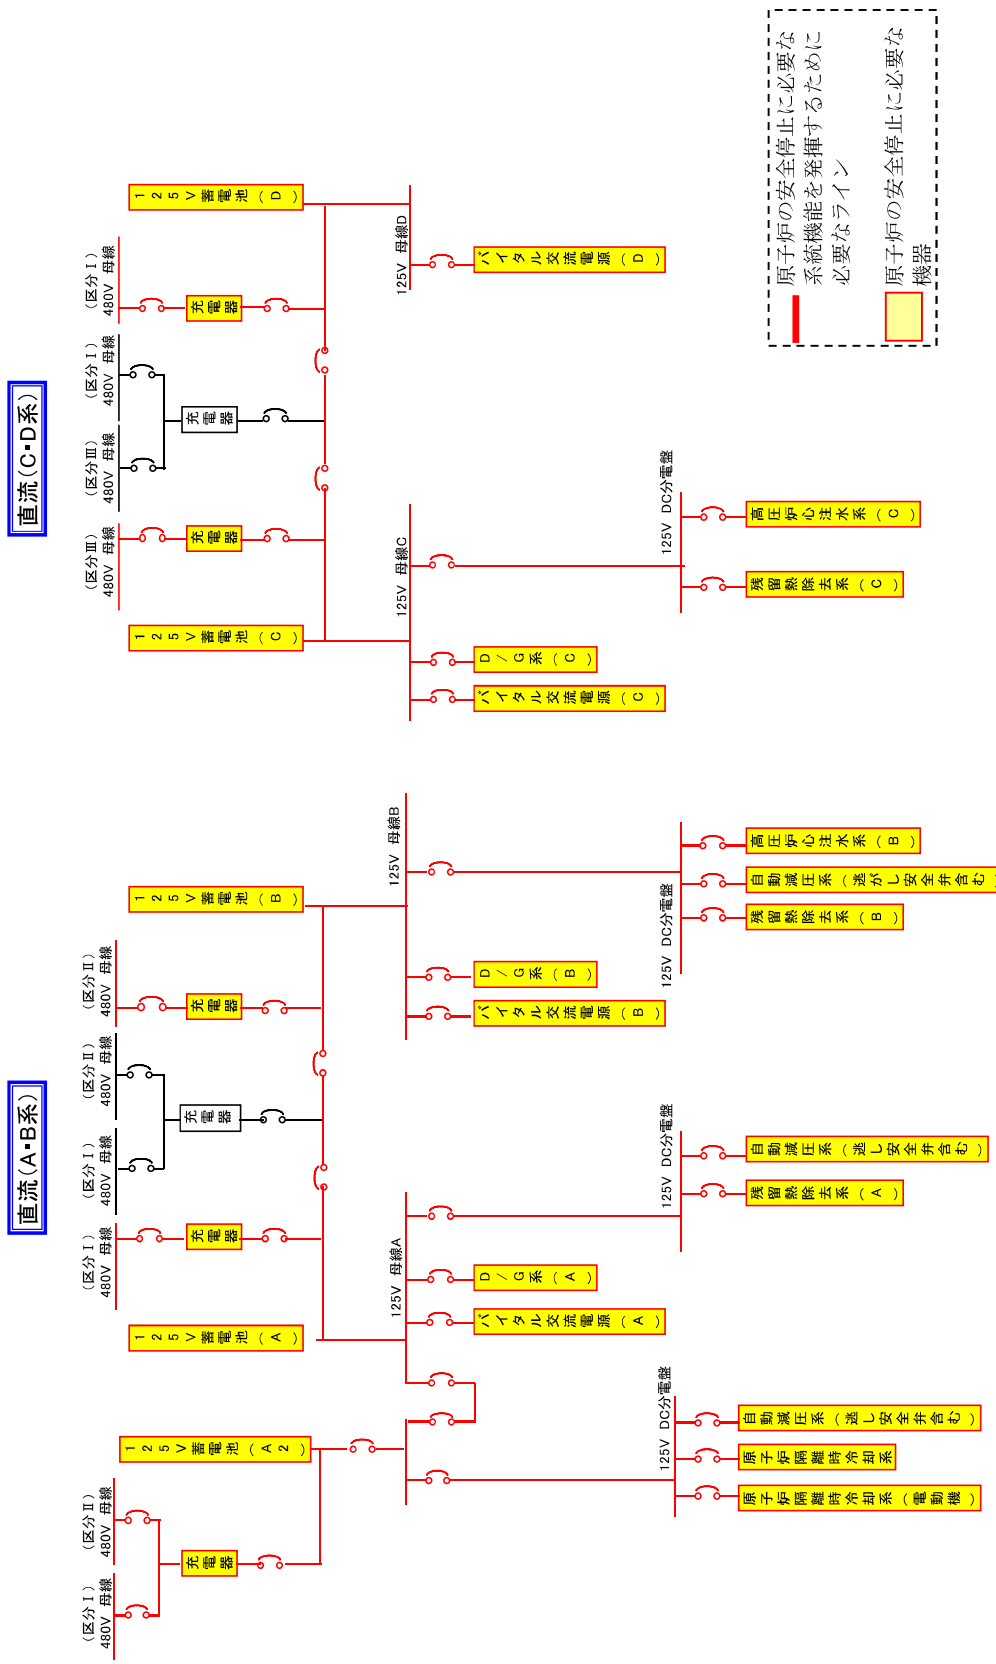 直流(A・B系)
(区分Ⅰ)
480V 母線
(区分Ⅱ)
480V 母線
(区分Ⅰ)
480V 母線
(区分Ⅰ)
480V 母線
(区分Ⅱ)
480V 母線
(区分Ⅱ)
480V 母線
充電器
充電器
充電器
充電器
125V蓄電池(A2)
125V蓄電池(A)
125V蓄電池(B)
125V 母線A
125V 母線B
バイタル交流電源(A)
D/G系(A)
バイタル交流電源(B)
D/G系(B)
125V DC分電盤
125V DC分電盤
125V DC分電盤
原子炉隔離時冷却系(電動機)
原子炉隔離時冷却系
自動減圧系(逃し安全弁含む)
残留熱除去系(A)
自動減圧系(逃し安全弁含む)
残留熱除去系(B)
自動減圧系(逃がし安全弁含む)
高圧炉心注水系(B)
直流(C・D系)
(区分Ⅲ)
480V 母線
(区分Ⅲ)
480V 母線
(区分Ⅰ)
480V 母線
(区分Ⅰ)
480V 母線
充電器
充電器
充電器
125V蓄電池(C)
125V蓄電池(D)
125V 母線C
125V 母線D
バイタル交流電源(C)
D/G系(C)
バイタル交流電源(D)
125V DC分電盤
残留熱除去系(C)
高圧炉心注水系(C)
原子炉の安全停止に必要な
系統機能を発揮するために
必要なライン
原子炉の安全停止に必要な
機器